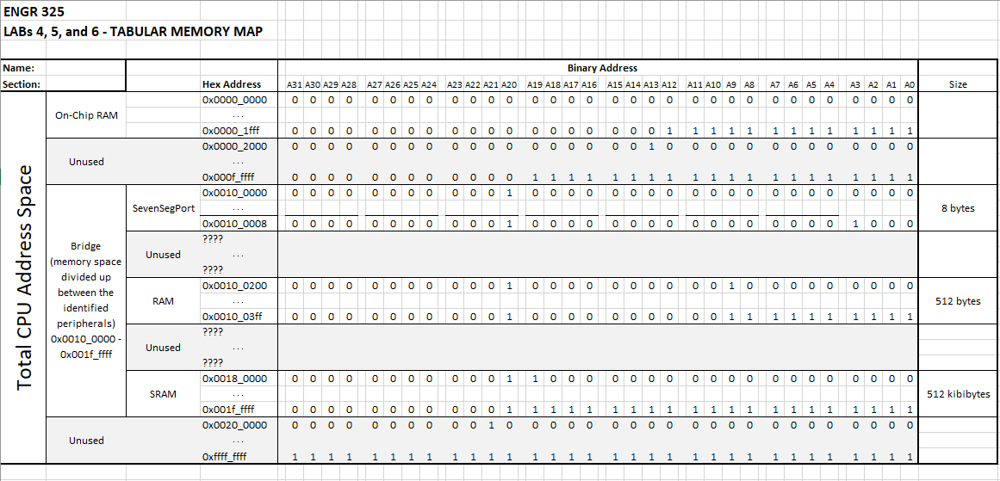 ENGR 325
LABs 4, 5, and 6 - TABULAR MEMORY MAP
Name: Binary Address
Section: Hex Address A31 A30 A29 A28 A27 A26 A25 A24 A23 A22 A21 A20 A19 A18 A17 A16 A15 A14 A13 A12 A11 A10 A9 A8 A7 A6 A5 A4 A3 A2 A1 A0 Size
Total CPU Address Space
On-Chip RAM
0x0000_0000 0 0 0 0 0 0 0 0 0 0 0 0 0 0 0 0 0 0 0 0 0 0 0 0 0 0 0 0 0 0 0 0
...
0x0000_1fff 0 0 0 0 0 0 0 0 0 0 0 0 0 0 0 0 0 0 0 1 1 1 1 1 1 1 1 1 1 1 1 1
Unused
0x0000_2000 0 0 0 0 0 0 0 0 0 0 0 0 0 0 0 0 0 0 1 0 0 0 0 0 0 0 0 0 0 0 0 0
...
0x000f_ffff 0 0 0 0 0 0 0 0 0 0 0 0 1 1 1 1 1 1 1 1 1 1 1 1 1 1 1 1 1 1 1 1
Bridge
(memory space
divided up
between the
identified
peripherals)
0x0010_0000 -
0x001f_ffff
SevenSegPort
0x0010_0000 0 0 0 0 0 0 0 0 0 0 0 1 0 0 0 0 0 0 0 0 0 0 0 0 0 0 0 0 0 0 0 0
...
0x0010_0008 0 0 0 0 0 0 0 0 0 0 0 1 0 0 0 0 0 0 0 0 0 0 0 0 0 0 0 0 1 0 0 0
8 bytes
Unused
????
...
????
RAM
0x0010_0200 0 0 0 0 0 0 0 0 0 0 0 1 0 0 0 0 0 0 0 0 0 0 1 0 0 0 0 0 0 0 0 0
...
0x0010_03ff 0 0 0 0 0 0 0 0 0 0 0 1 0 0 0 0 0 0 0 0 0 0 1 1 1 1 1 1 1 1 1 1
512 bytes
Unused
????
...
????
SRAM
0x0018_0000 0 0 0 0 0 0 0 0 0 0 0 1 1 0 0 0 0 0 0 0 0 0 0 0 0 0 0 0 0 0 0 0
...
0x001f_ffff 0 0 0 0 0 0 0 0 0 0 0 1 1 1 1 1 1 1 1 1 1 1 1 1 1 1 1 1 1 1 1 1
512 kibibytes
Unused
0x0020_0000 0 0 0 0 0 0 0 0 0 0 1 0 0 0 0 0 0 0 0 0 0 0 0 0 0 0 0 0 0 0 0 0
...
0xffff_ffff 1 1 1 1 1 1 1 1 1 1 1 1 1 1 1 1 1 1 1 1 1 1 1 1 1 1 1 1 1 1 1 1